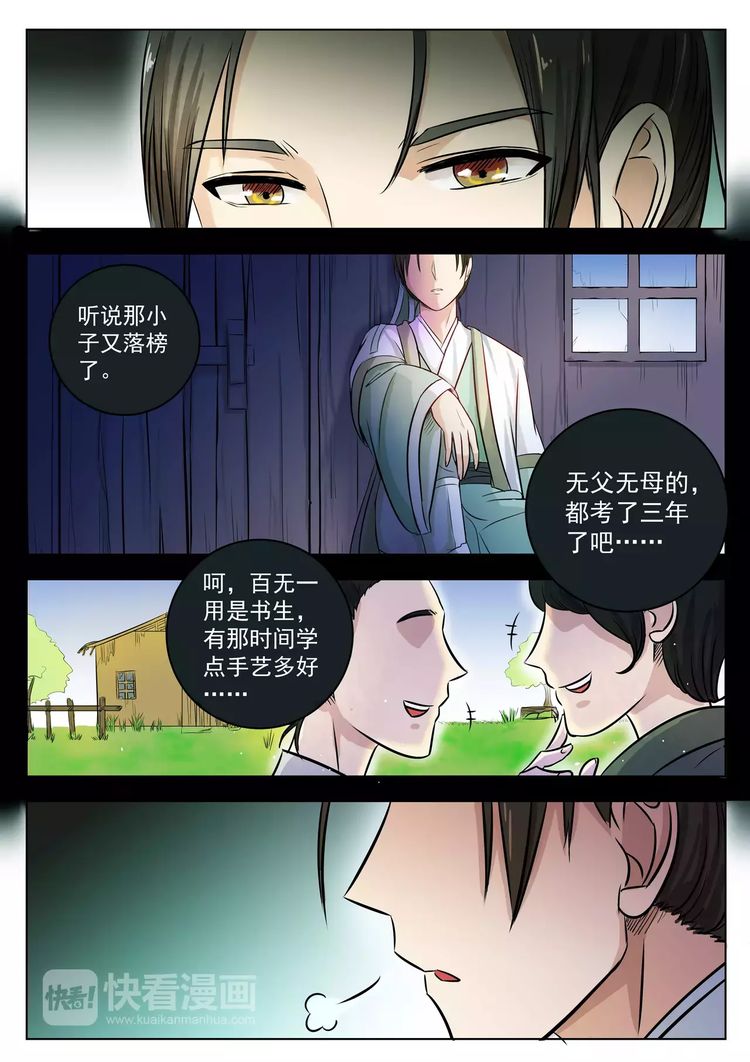 听说那小
子又落榜
了。
无父无母的，
都考了三年
了吧……
呵，百无一
用是书生，
有那时间学
点手艺多好
……
快看！
快看漫画
www.kuaikanmanhua.com